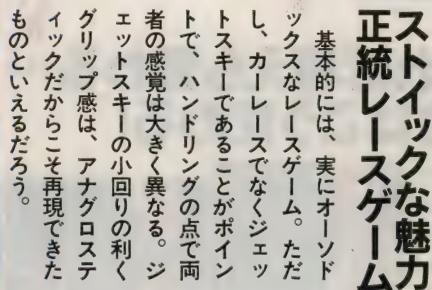 ストイックな魅力
正統レースゲーム
基本的には、実にオーソド
ックスなレースゲーム。ただ
し、カーレースでなくジェッ
トスキーであることがポイン
トで、ハンドリングの点で両
者の感覚は大きく異なる。ジ
ェットスキーの小回りの利く
グリップ感は、アナグロステ
ィックだからこそ再現できた
ものといえるだろう。